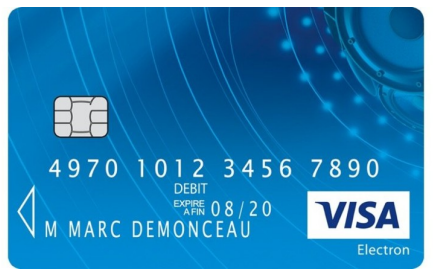 4970 1012 3456 7890
DEBIT
EXPIRE
A FIN 08/20
M MARC DEMONCEAU
VISA
Electron